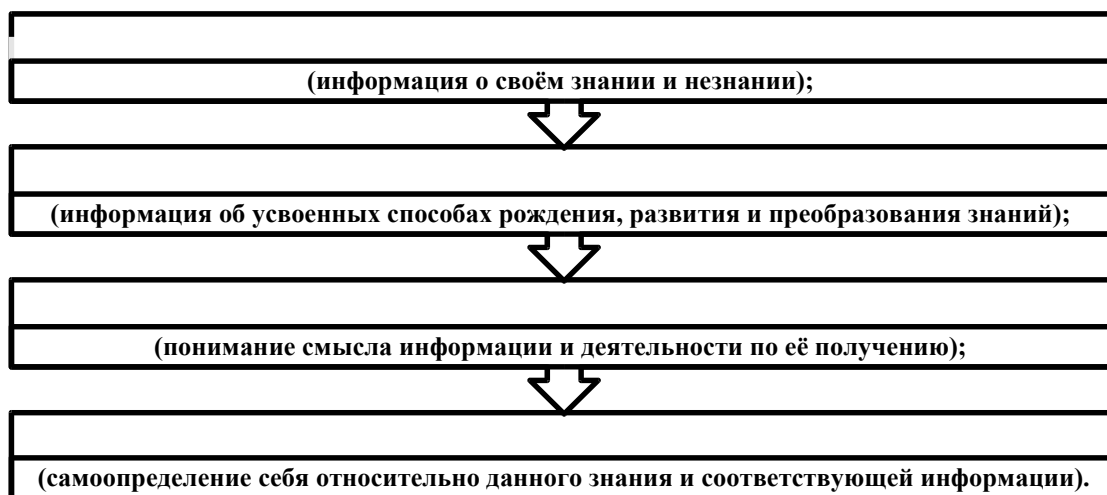 (информация о своём знании и незнании);
(информация об усвоенных способах рождения, развития и преобразования знаний);
(понимание смысла информации и деятельности по её получению);
(самоопределение себя относительно данного знания и соответствующей информации).